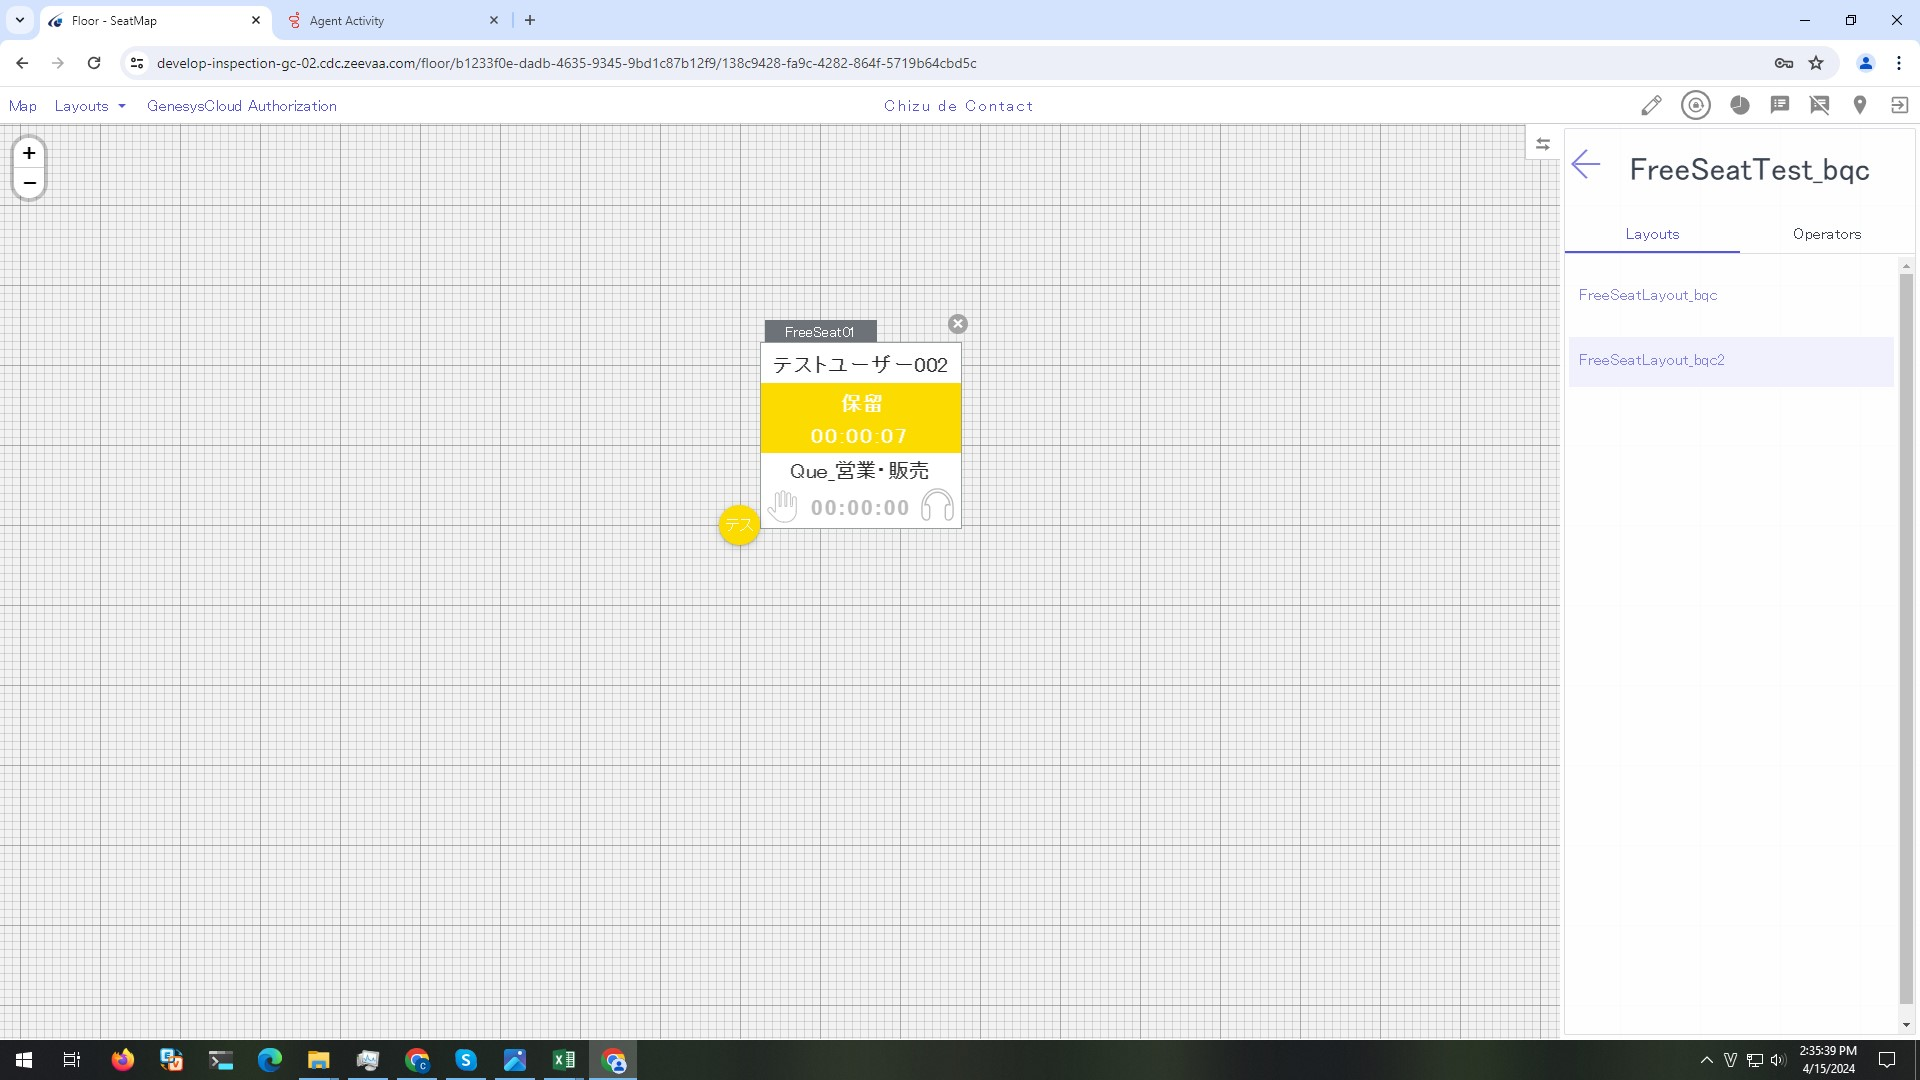 Floor - SeatMap
Agent Activity
develop-inspection-gc-02.cdc.zeevaa.com/floor/b1233f0e-dadb-4635-9345-9bd1c87b12f9/138c9428-fa9c-4282-864f-5719b64cbd5c
Map Layouts GenesysCloud Authorization Chizu de Contact
+
−
FreeSeatTest_bqc
Layouts Operators
FreeSeatLayout_bqc
FreeSeatLayout_bqc2
FreeSeat01
テストユーザー002
保留
00:00:07
Que_営業・販売
00:00:00
テス
2:35:39 PM
4/15/2024